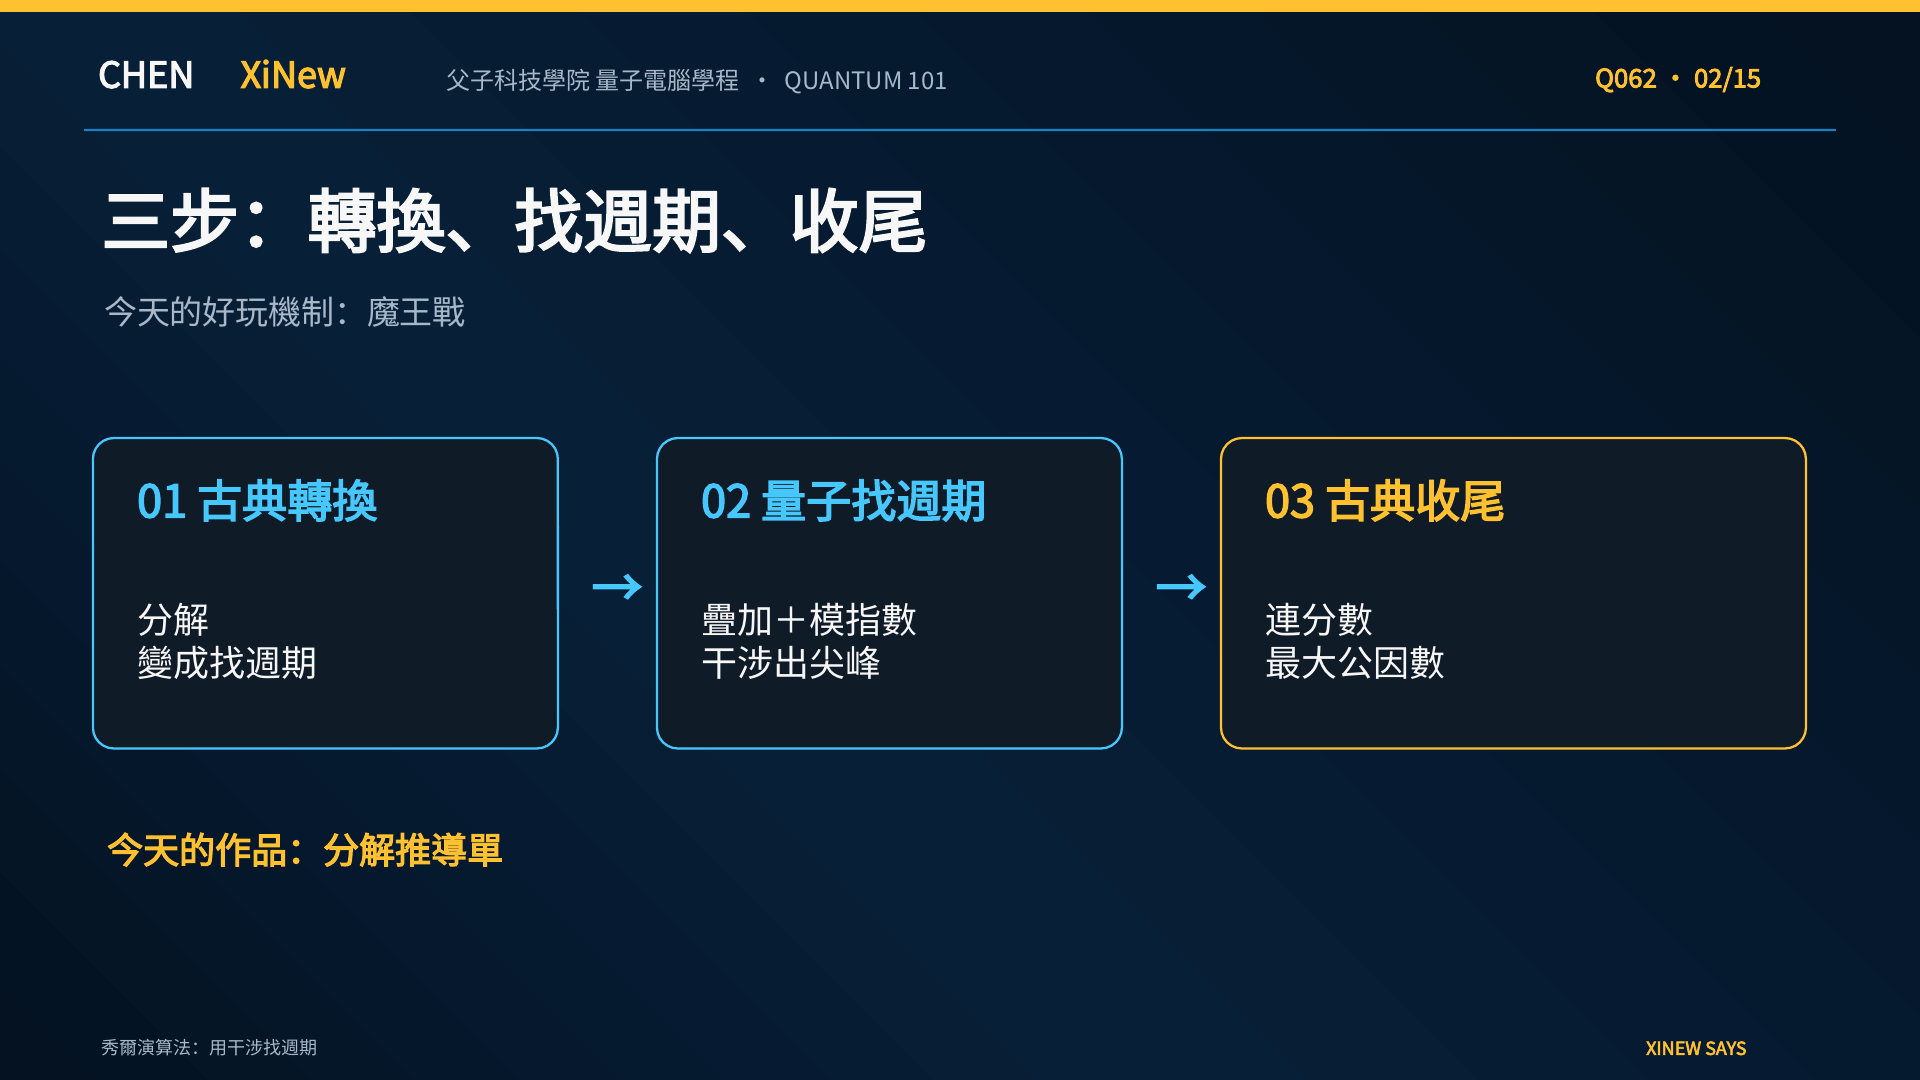 CHEN XiNew 父子科技學院 量子電腦學程 · QUANTUM 101 Q062 · 02/15
三步：轉換、找週期、收尾
今天的好玩機制：魔王戰
01 古典轉換
分解
變成找週期
→
02 量子找週期
疊加＋模指數
干涉出尖峰
→
03 古典收尾
連分數
最大公因數
今天的作品：分解推導單
秀爾演算法：用干涉找週期
XINEW SAYS